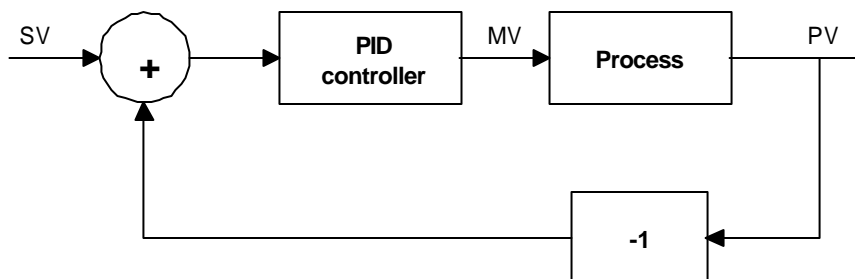 SV
+
PID
controller
MV
Process
PV
-1